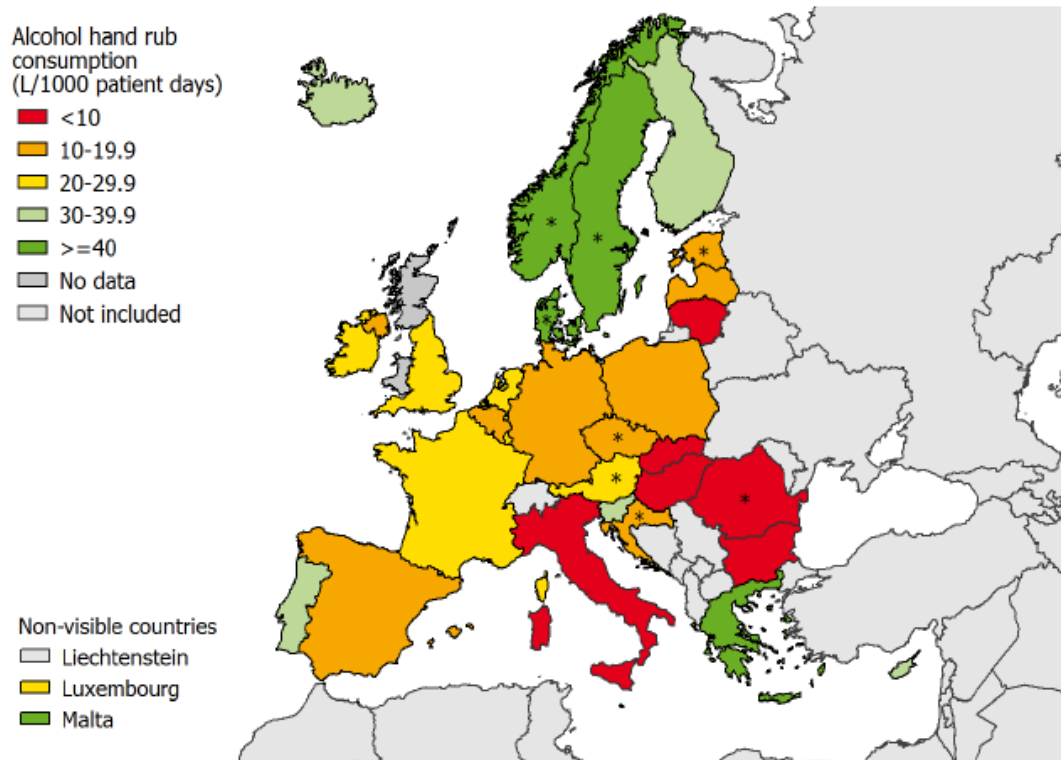 Alcohol hand rub
consumption
(L/1000 patient days)
<10
10-19.9
20-29.9
30-39.9
>=40
No data
Not included
*
*
*
*
*
*
*
*
Non-visible countries
Liechtenstein
Luxembourg
Malta